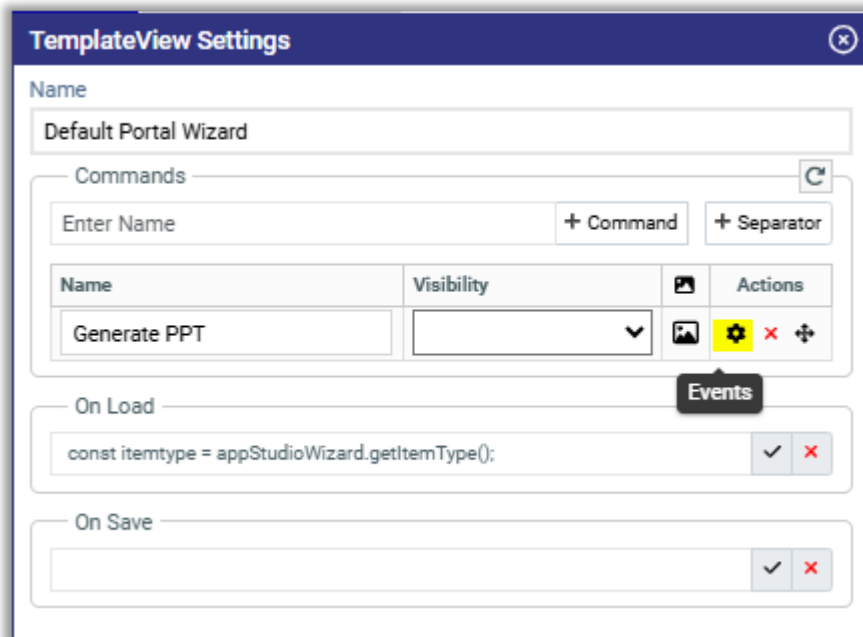 TemplateView Settings
Name
Default Portal Wizard
Commands
Enter Name + Command + Separator
Name Visibility Actions
Generate PPT
Events
On Load
const itemtype = appStudioWizard.getItemType();
On Save